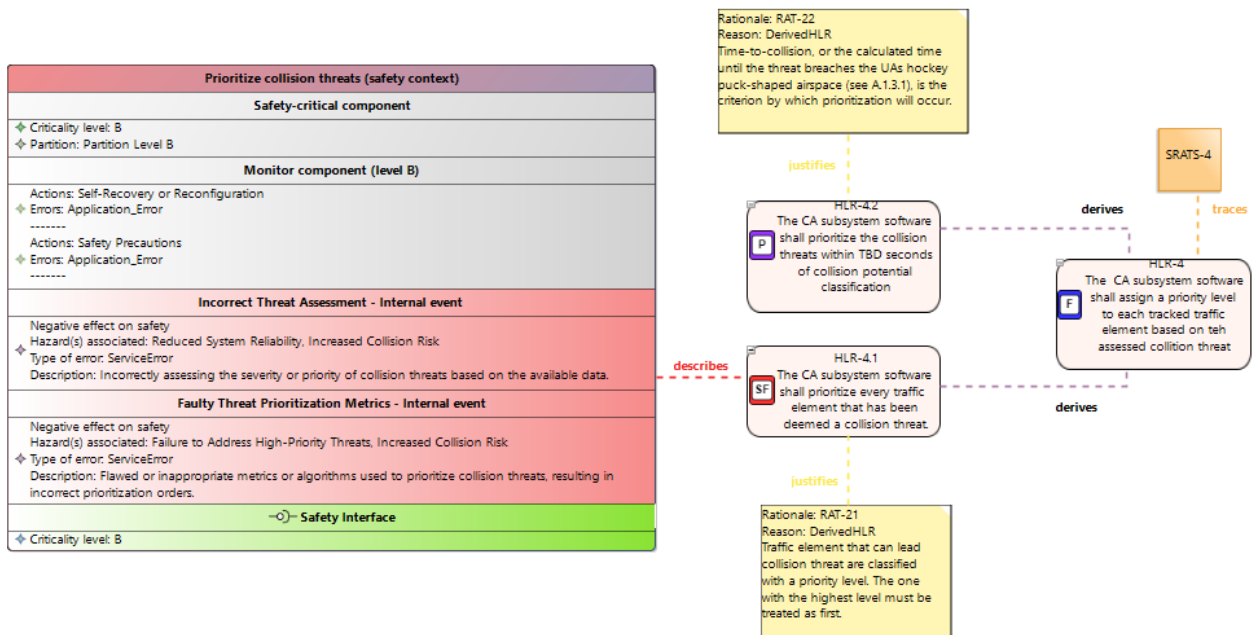 Prioritize collision threats (safety context)
Safety-critical component
Criticality level: B
Partition: Partition Level B
Monitor component (level B)
Actions: Self-Recovery or Reconfiguration
Errors: Application_Error
-------
Actions: Safety Precautions
Errors: Application_Error
-------
Incorrect Threat Assessment - Internal event
Negative effect on safety
Hazard(s) associated: Reduced System Reliability, Increased Collision Risk
Type of error: ServiceError
Description: Incorrectly assessing the severity or priority of collision threats based on the available data.
Faulty Threat Prioritization Metrics - Internal event
Negative effect on safety
Hazard(s) associated: Failure to Address High-Priority Threats, Increased Collision Risk
Type of error: ServiceError
Description: Flawed or inappropriate metrics or algorithms used to prioritize collision threats, resulting in
incorrect prioritization orders.
Safety Interface
Criticality level: B
describes
Rationale: RAT-22
Reason: DerivedHLR
Time-to-collision, or the calculated time
until the threat breaches the UAs hockey
puck-shaped airspace (see A.1.3.1), is the
criterion by which prioritization will occur.
justifies
HLR-4.2
P
The CA subsystem software
shall prioritize the collision
threats within TBD seconds
of collision potential
classification
HLR-4.1
SF
The CA subsystem software
shall prioritize every traffic
element that has been
deemed a collision threat.
justifies
Rationale: RAT-21
Reason: DerivedHLR
Traffic element that can lead
collision threat are classified
with a priority level. The one
with the highest level must be
treated as first.
derives
derives
SRATS-4
traces
HLR-4
F
The CA subsystem software
shall assign a priority level
to each tracked traffic
element based on teh
assessed collition threat